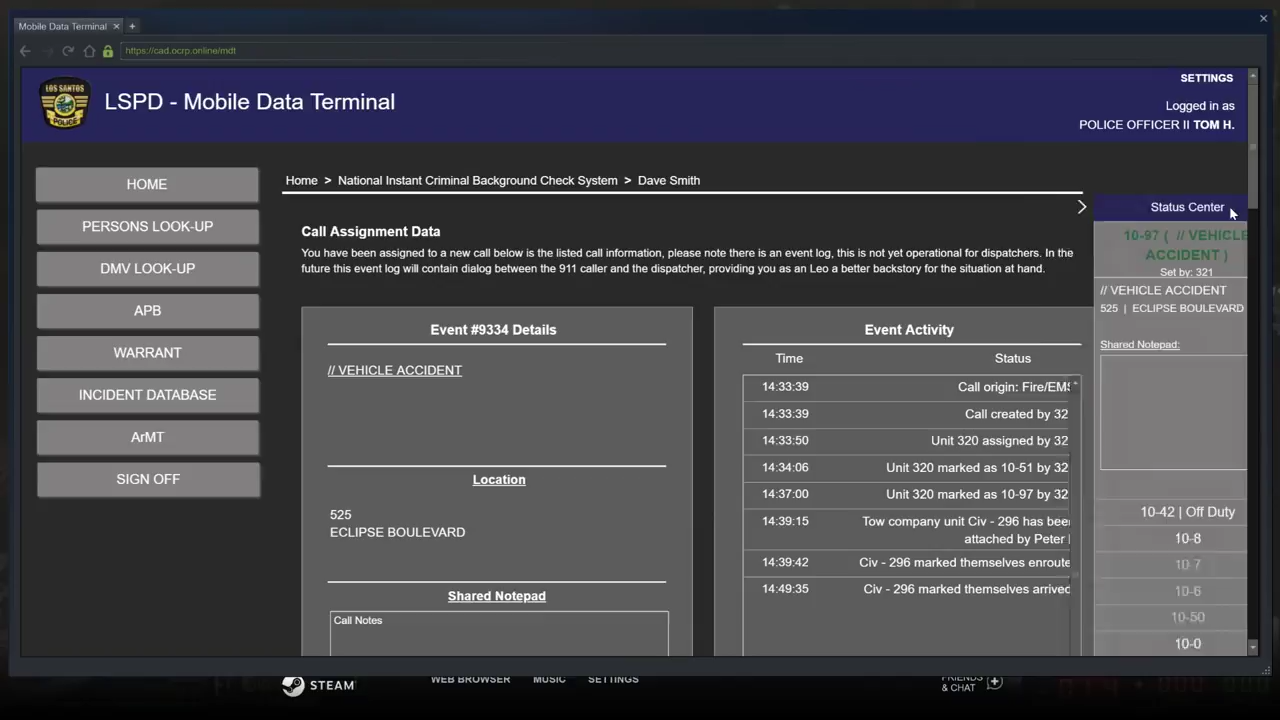 Mobile Data Terminal
https://cad.ocrp.online/mdt
LOS SANTOS
POLICE
LSPD - Mobile Data Terminal
SETTINGS
Logged in as
POLICE OFFICER II TOM H.
HOME
PERSONS LOOK-UP
DMV LOOK-UP
APB
WARRANT
INCIDENT DATABASE
ArMT
SIGN OFF
Home > National Instant Criminal Background Check System > Dave Smith
Call Assignment Data
You have been assigned to a new call below is the listed call information, please note there is an event log, this is not yet operational for dispatchers. In the
future this event log will contain dialog between the 911 caller and the dispatcher, providing you as an Leo a better backstory for the situation at hand.
Event #9334 Details
// VEHICLE ACCIDENT
Location
525
ECLIPSE BOULEVARD
Shared Notepad
Call Notes
Event Activity
Time Status
14:33:39 Call origin: Fire/EMS
14:33:39 Call created by 32
14:33:50 Unit 320 assigned by 32
14:34:06 Unit 320 marked as 10-51 by 32
14:37:00 Unit 320 marked as 10-97 by 32
14:39:15 Tow company unit Civ - 296 has been
attached by Peter
14:39:42 Civ - 296 marked themselves enroute
14:49:35 Civ - 296 marked themselves arrived
Status Center
10-97 ( // VEHICLE
ACCIDENT )
Set by: 321
// VEHICLE ACCIDENT
525 | ECLIPSE BOULEVARD
Shared Notepad:
10-42 | Off Duty
10-8
10-7
10-6
10-50
10-0
STEAM
WEB BROWSER MUSIC SETTINGS
FRIENDS
& CHAT